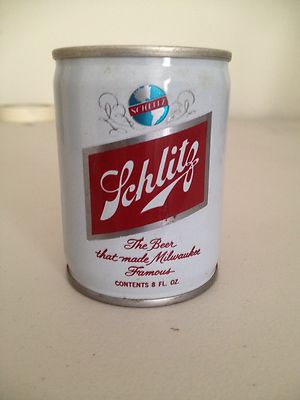 SCHLITZ
Schlitz
The Beer
that made Milwaukee
Famous
CONTENTS 8 FL. OZ.